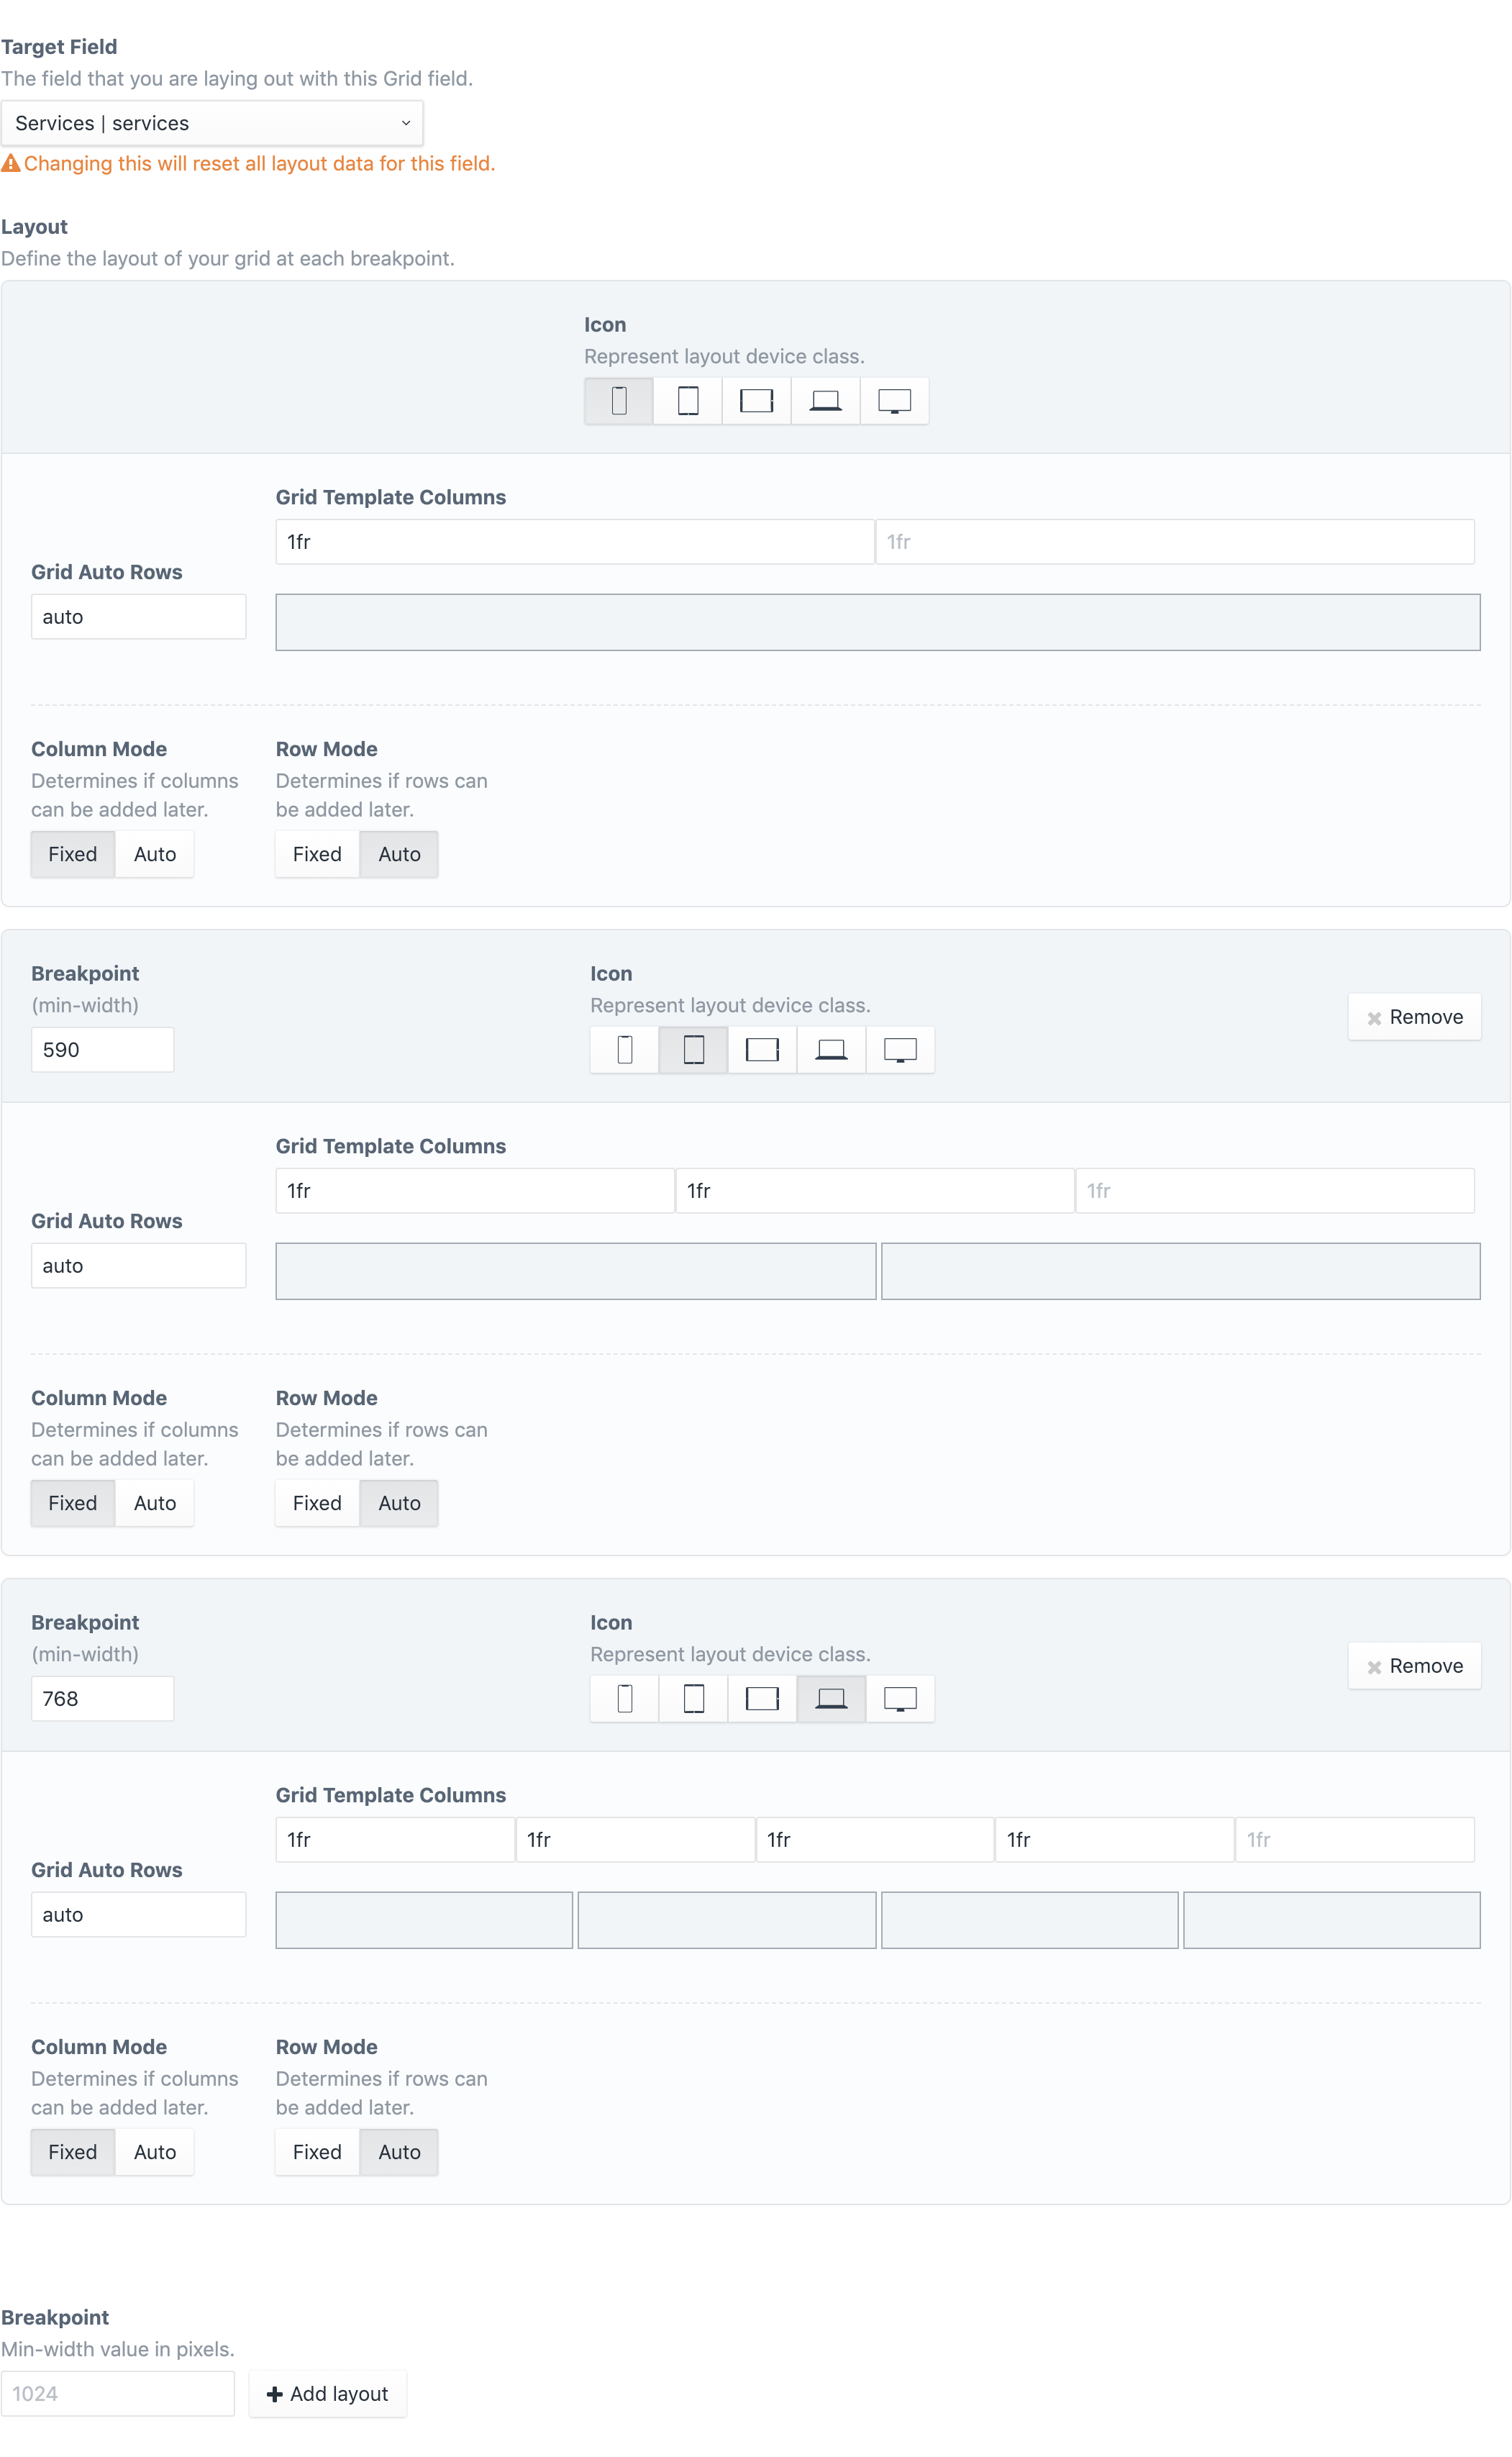 Target Field
The field that you are laying out with this Grid field.
Services | services
Changing this will reset all layout data for this field.
Layout
Define the layout of your grid at each breakpoint.
Icon
Represent layout device class.
Grid Template Columns
1fr 1fr
Grid Auto Rows
auto
Column Mode Row Mode
Determines if columns Determines if rows can
can be added later. be added later.
Fixed Auto Fixed Auto
Breakpoint Icon
(min-width) Represent layout device class.
Remove
590
Grid Template Columns
1fr 1fr 1fr
Grid Auto Rows
auto
Column Mode Row Mode
Determines if columns Determines if rows can
can be added later. be added later.
Fixed Auto Fixed Auto
Breakpoint Icon
(min-width) Represent layout device class.
Remove
768
Grid Template Columns
1fr 1fr 1fr 1fr 1fr
Grid Auto Rows
auto
Column Mode Row Mode
Determines if columns Determines if rows can
can be added later. be added later.
Fixed Auto Fixed Auto
Breakpoint
Min-width value in pixels.
1024 Add layout